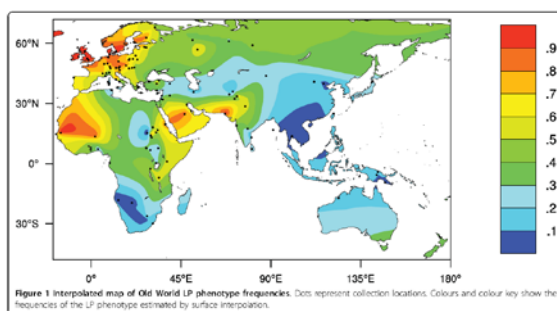 60°N
30°N
0°
30°S
0°
45°E
90°E
135°E
180°
.9
.8
.7
.6
.5
.4
.3
.2
.1
Figure 1 Interpolated map of Old World LP phenotype frequencies. Dots represent collection locations. Colours and colour key show the
frequencies of the LP phenotype estimated by surface interpolation.